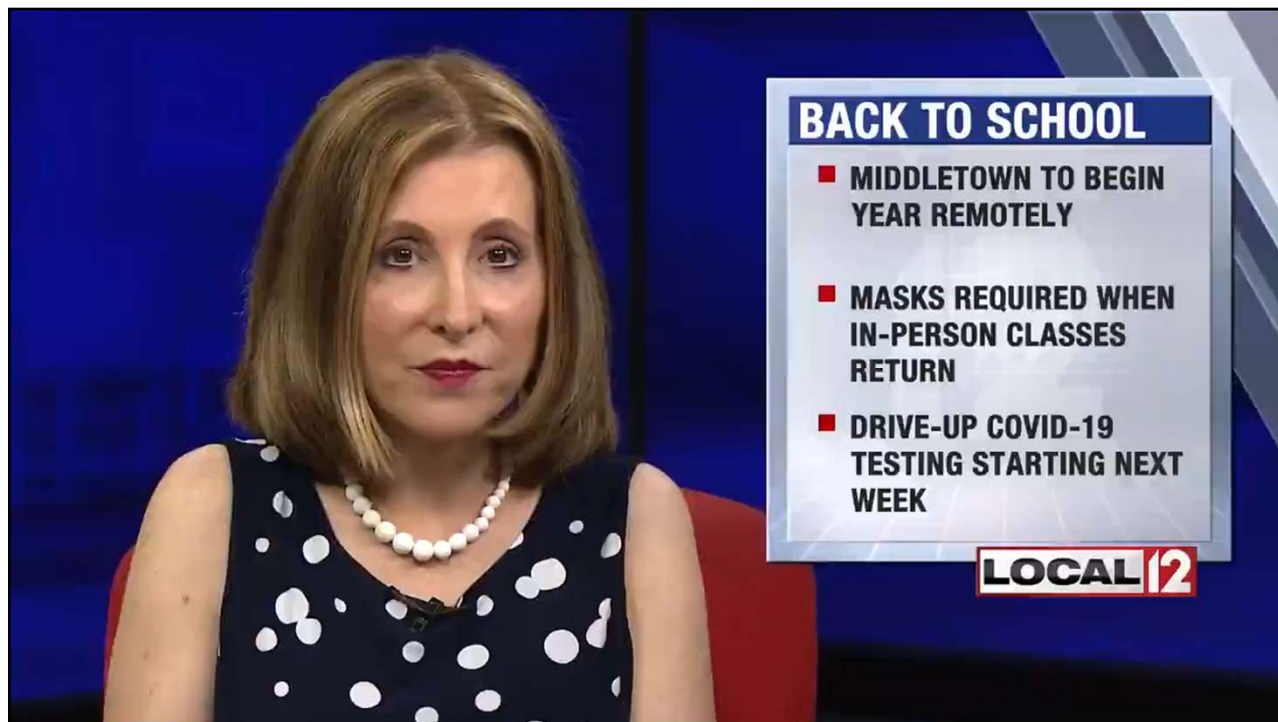 BACK TO SCHOOL
MIDDLETOWN TO BEGIN
YEAR REMOTELY
MASKS REQUIRED WHEN
IN-PERSON CLASSES
RETURN
DRIVE-UP COVID-19
TESTING STARTING NEXT
WEEK
LOCAL 12